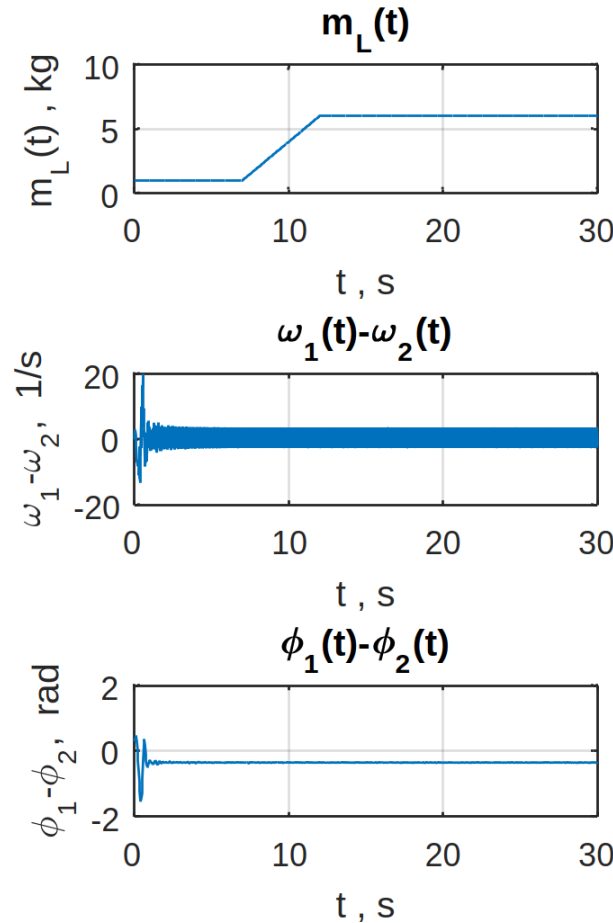 m_L(t)
m_L(t) , kg
10
5
0
0 10 20 30
t , s
ω_1(t)-ω_2(t)
ω_1-ω_2, 1/s
20
0
-20
0 10 20 30
t , s
ϕ_1(t)-ϕ_2(t)
ϕ_1-ϕ_2, rad
2
0
-2
0 10 20 30
t , s